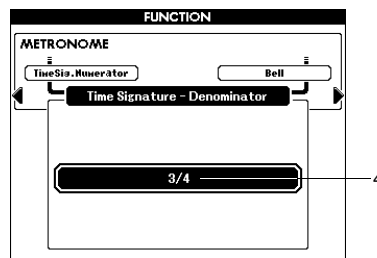 FUNCTION
METRONOME
TimeSig.Numerator Bell
Time Signature - Denominator
3/4
4